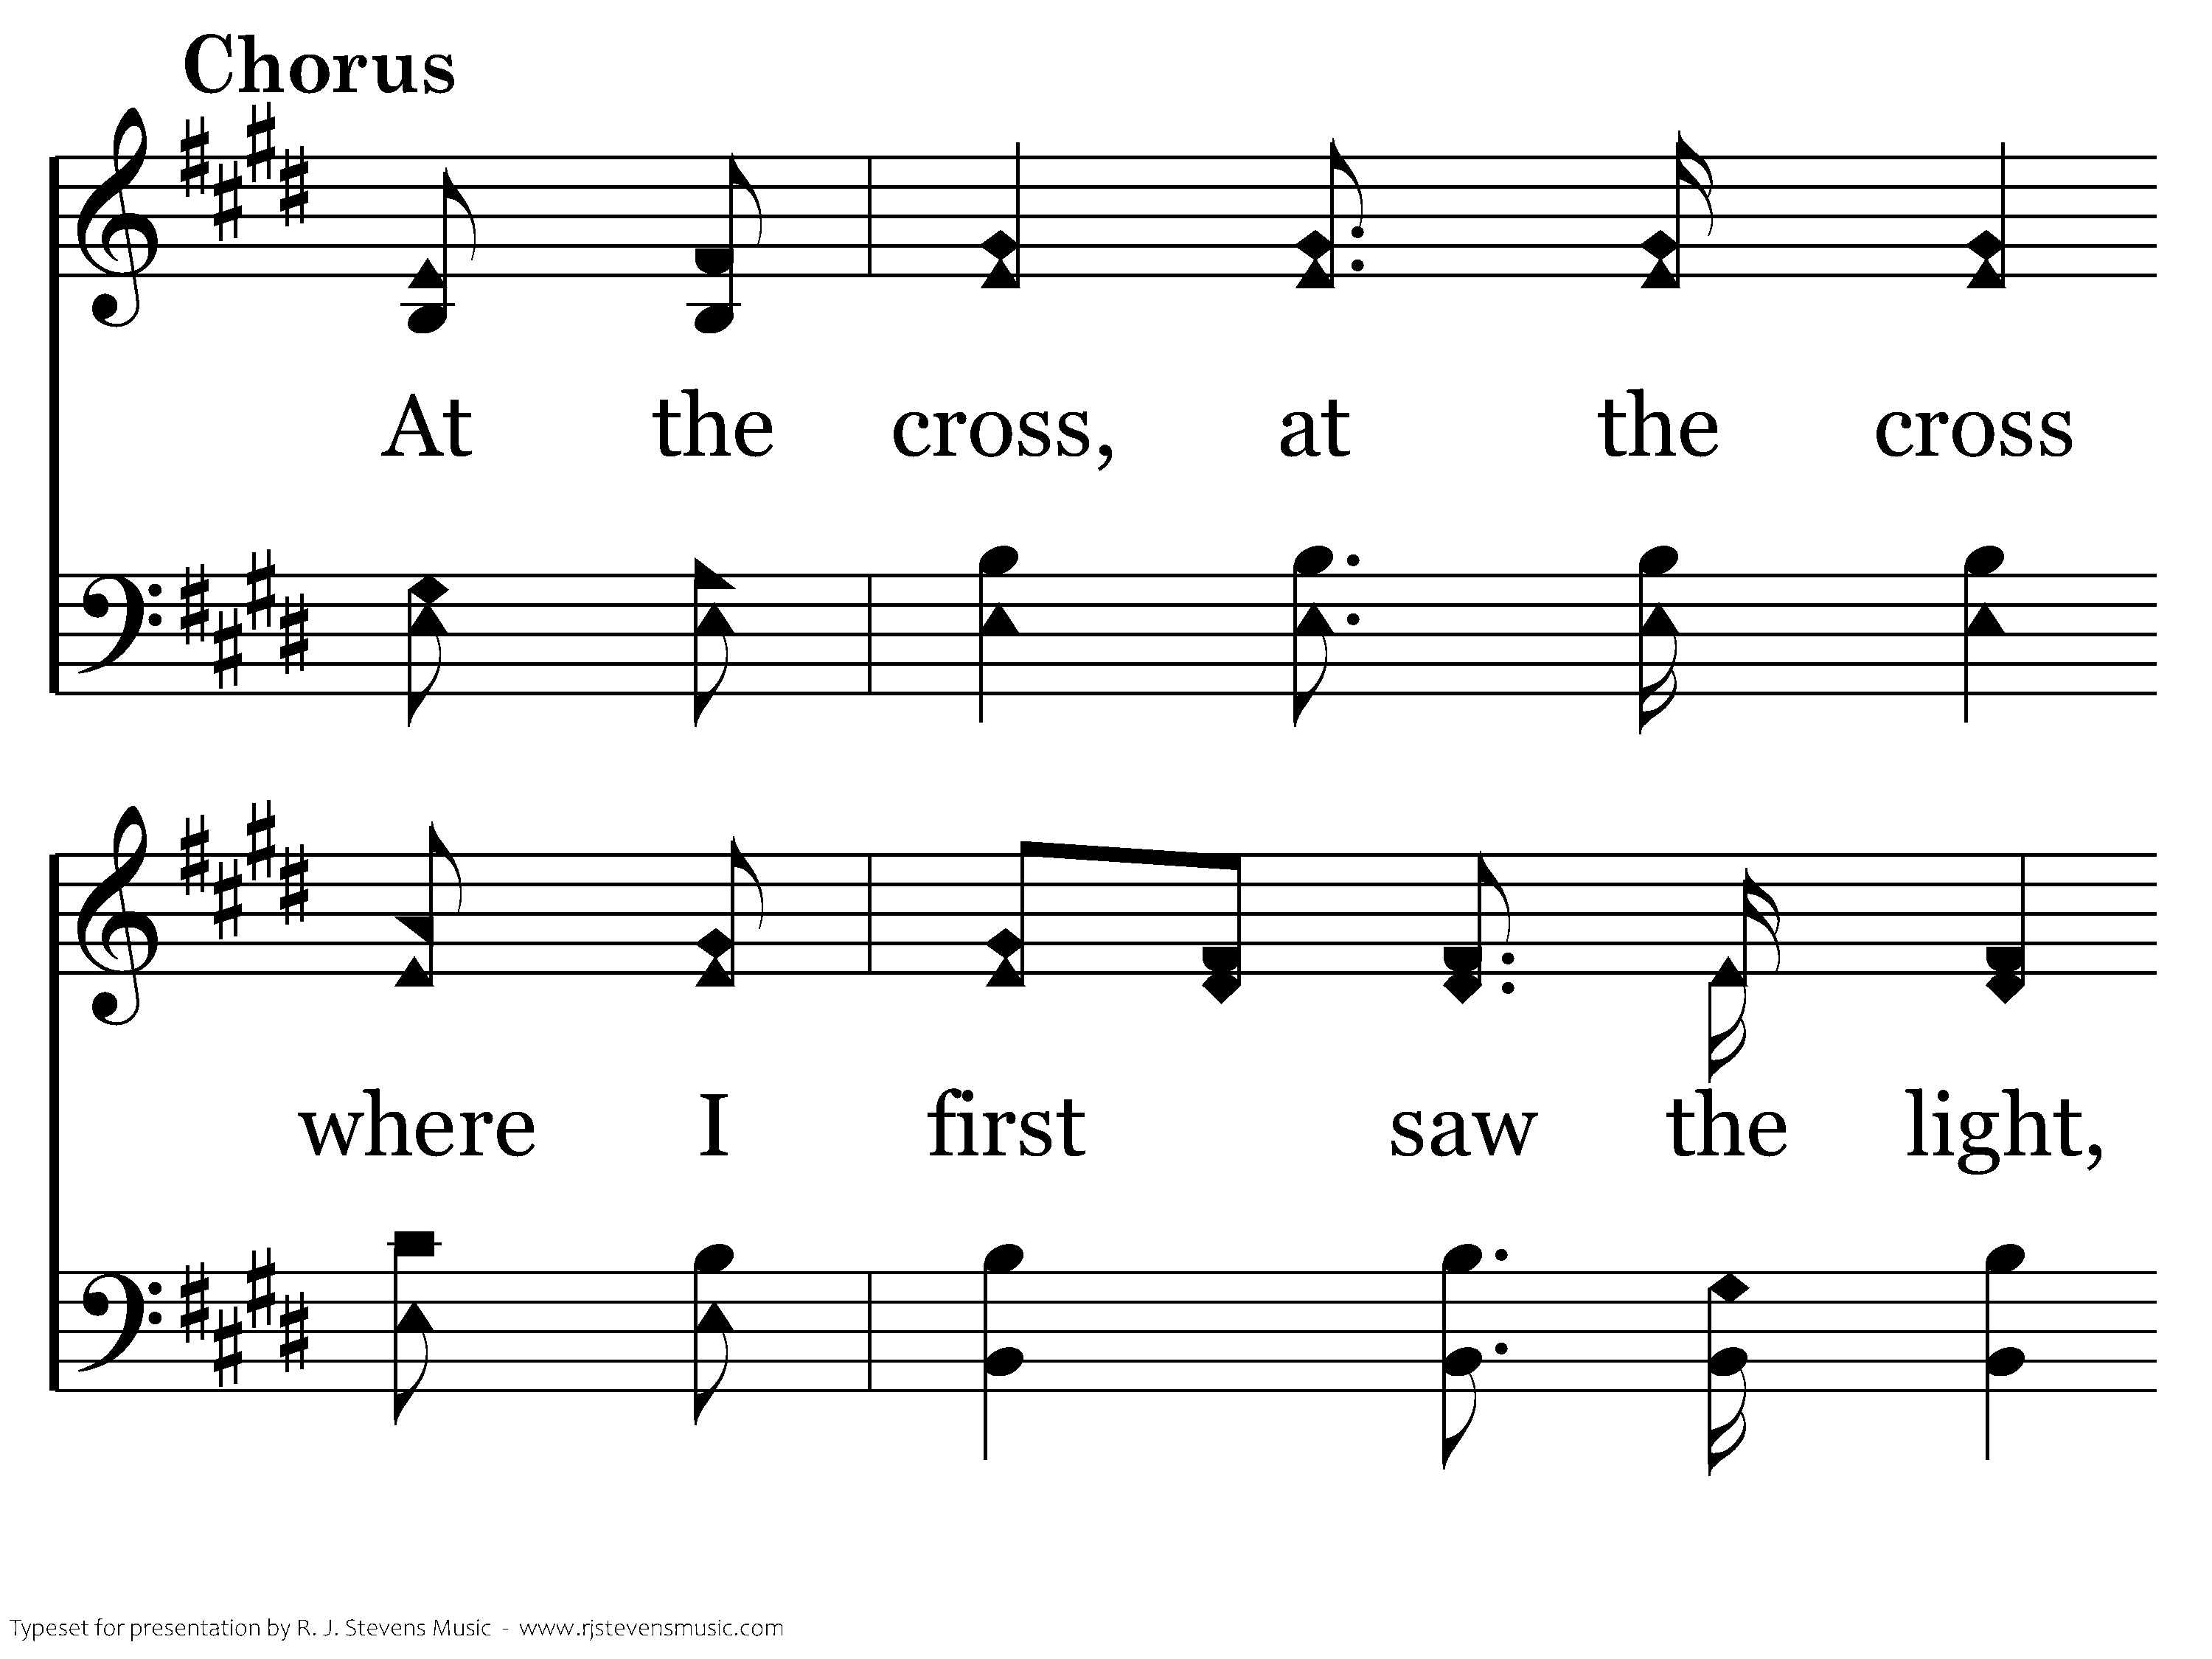 Chorus
At the cross, at the cross
where I first saw the light,
Typeset for presentation by R. J. Stevens Music - www.rjstevensmusic.com